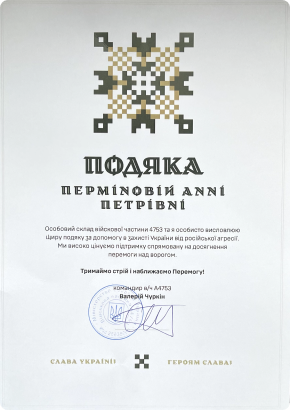 ПОДЯКА
ПЕРМІНОВІЙ АННІ
ПЕТРІВНІ
Особовий склад військової частини 4753 та я особисто висловлюю
щиру подяку за допомогу в захисті України від російської агресії.
Ми високо цінуємо підтримку спрямовану на досягнення
перемоги над ворогом.
Тримаймо стрій і наближаємо Перемогу!
командир в/ч А4753
Валерій Чуркін
СЛАВА УКРАЇНІ!
ГЕРОЯМ СЛАВА!